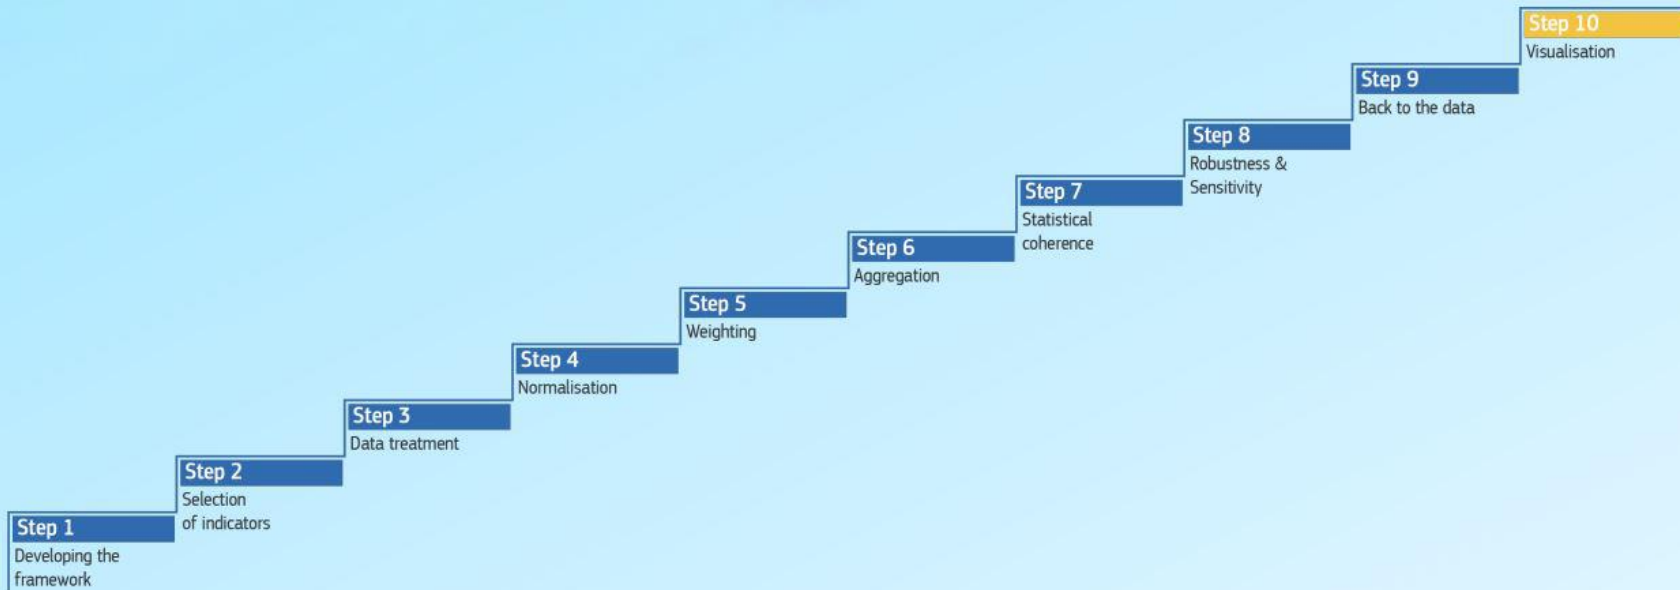 Step 1
Developing the
framework
Step 2
Selection
of indicators
Step 3
Data treatment
Step 4
Normalisation
Step 5
Weighting
Step 6
Aggregation
Step 7
Statistical
coherence
Step 8
Robustness &
Sensitivity
Step 9
Back to the data
Step 10
Visualisation